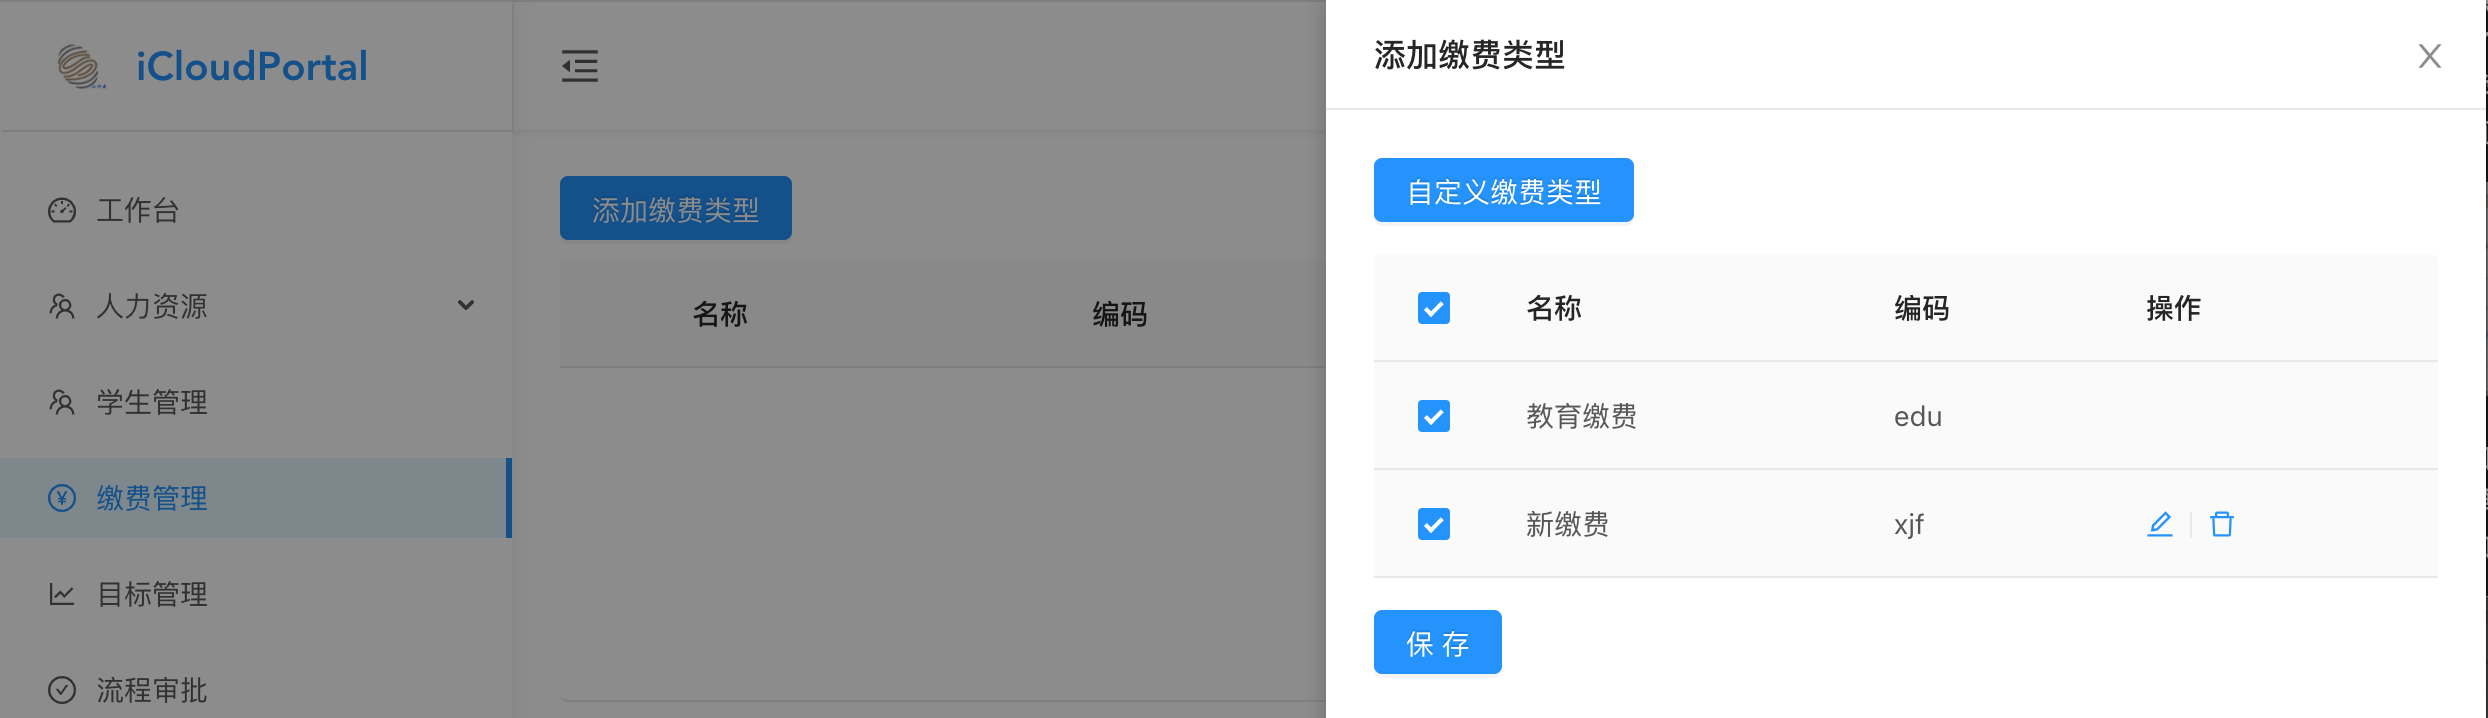 iCloudPortal
工作台
人力资源
学生管理
缴费管理
目标管理
流程审批
添加缴费类型
名称 编码
添加缴费类型
自定义缴费类型
名称 编码 操作
教育缴费 edu
新缴费 xjf
保 存